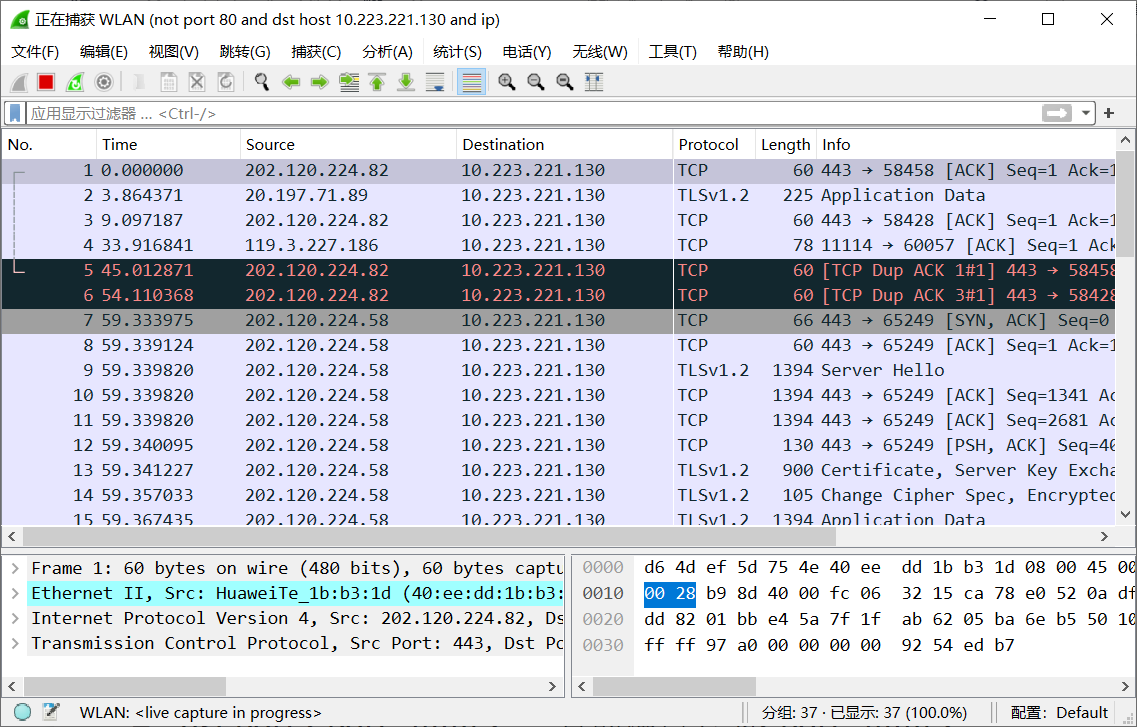 正在捕获 WLAN (not port 80 and dst host 10.223.221.130 and ip)
文件(F) 编辑(E) 视图(V) 跳转(G) 捕获(C) 分析(A) 统计(S) 电话(Y) 无线(W) 工具(T) 帮助(H)
应用显示过滤器 … <Ctrl-/>
No. Time Source Destination Protocol Length Info
1 0.000000 202.120.224.82 10.223.221.130 TCP 60 443 → 58458 [ACK] Seq=1 Ack=1
2 3.864371 20.197.71.89 10.223.221.130 TLSv1.2 225 Application Data
3 9.097187 202.120.224.82 10.223.221.130 TCP 60 443 → 58428 [ACK] Seq=1 Ack=1
4 33.916841 119.3.227.186 10.223.221.130 TCP 78 11114 → 60057 [ACK] Seq=1 Ack
5 45.012871 202.120.224.82 10.223.221.130 TCP 60 [TCP Dup ACK 1#1] 443 → 58458
6 54.110368 202.120.224.82 10.223.221.130 TCP 60 [TCP Dup ACK 3#1] 443 → 58428
7 59.333975 202.120.224.58 10.223.221.130 TCP 66 443 → 65249 [SYN, ACK] Seq=0
8 59.339124 202.120.224.58 10.223.221.130 TCP 60 443 → 65249 [ACK] Seq=1 Ack=1
9 59.339820 202.120.224.58 10.223.221.130 TLSv1.2 1394 Server Hello
10 59.339820 202.120.224.58 10.223.221.130 TCP 1394 443 → 65249 [ACK] Seq=1341 Ac
11 59.339820 202.120.224.58 10.223.221.130 TCP 1394 443 → 65249 [ACK] Seq=2681 Ac
12 59.340095 202.120.224.58 10.223.221.130 TCP 130 443 → 65249 [PSH, ACK] Seq=40
13 59.341227 202.120.224.58 10.223.221.130 TLSv1.2 900 Certificate, Server Key Excha
14 59.357033 202.120.224.58 10.223.221.130 TLSv1.2 105 Change Cipher Spec, Encrypted
15 59.367435 202.120.224.58 10.223.221.130 TLSv1.2 1394 Application Data
Frame 1: 60 bytes on wire (480 bits), 60 bytes captu
Ethernet II, Src: HuaweiTe_1b:b3:1d (40:ee:dd:1b:b3:
Internet Protocol Version 4, Src: 202.120.224.82, Ds
Transmission Control Protocol, Src Port: 443, Dst Po
0000 d6 4d ef 5d 75 4e 40 ee dd 1b b3 1d 08 00 45 00
0010 00 28 b9 8d 40 00 fc 06 32 15 ca 78 e0 52 0a df
0020 dd 82 01 bb e4 5a 7f 1f ab 62 05 ba 6e b5 50 10
0030 ff ff 97 a0 00 00 00 00 92 54 ed b7
WLAN: <live capture in progress>
分组: 37 · 已显示: 37 (100.0%)
配置: Default